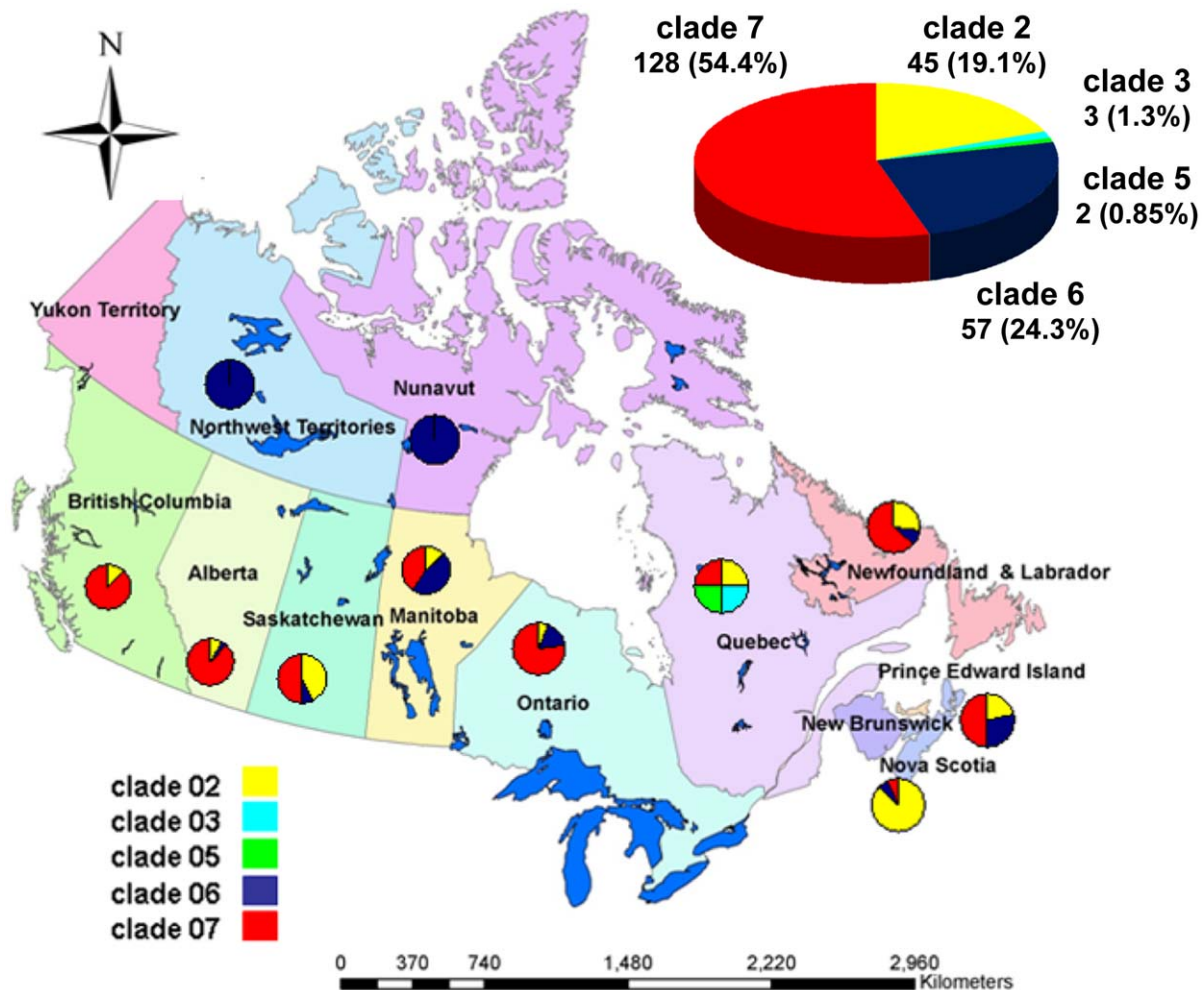 N
clade 7
128 (54.4%)
clade 2
45 (19.1%)
clade 3
3 (1.3%)
clade 5
2 (0.85%)
clade 6
57 (24.3%)
Yukon Territory
Nunavut
Northwest Territories
British Columbia
Alberta
Saskatchewan
Manitoba
Ontario
Quebec
Newfoundland & Labrador
Prince Edward Island
New Brunswick
Nova Scotia
clade 02
clade 03
clade 05
clade 06
clade 07
0 370 740 1,480 2,220 2,960
Kilometers